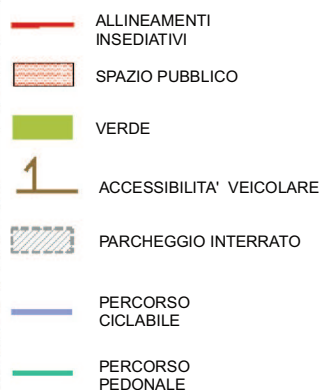 ALLINEAMENTI
INSEDIATIVI
SPAZIO PUBBLICO
VERDE
ACCESSIBILITA' VEICOLARE
PARCHEGGIO INTERRATO
PERCORSO
CICLABILE
PERCORSO
PEDONALE